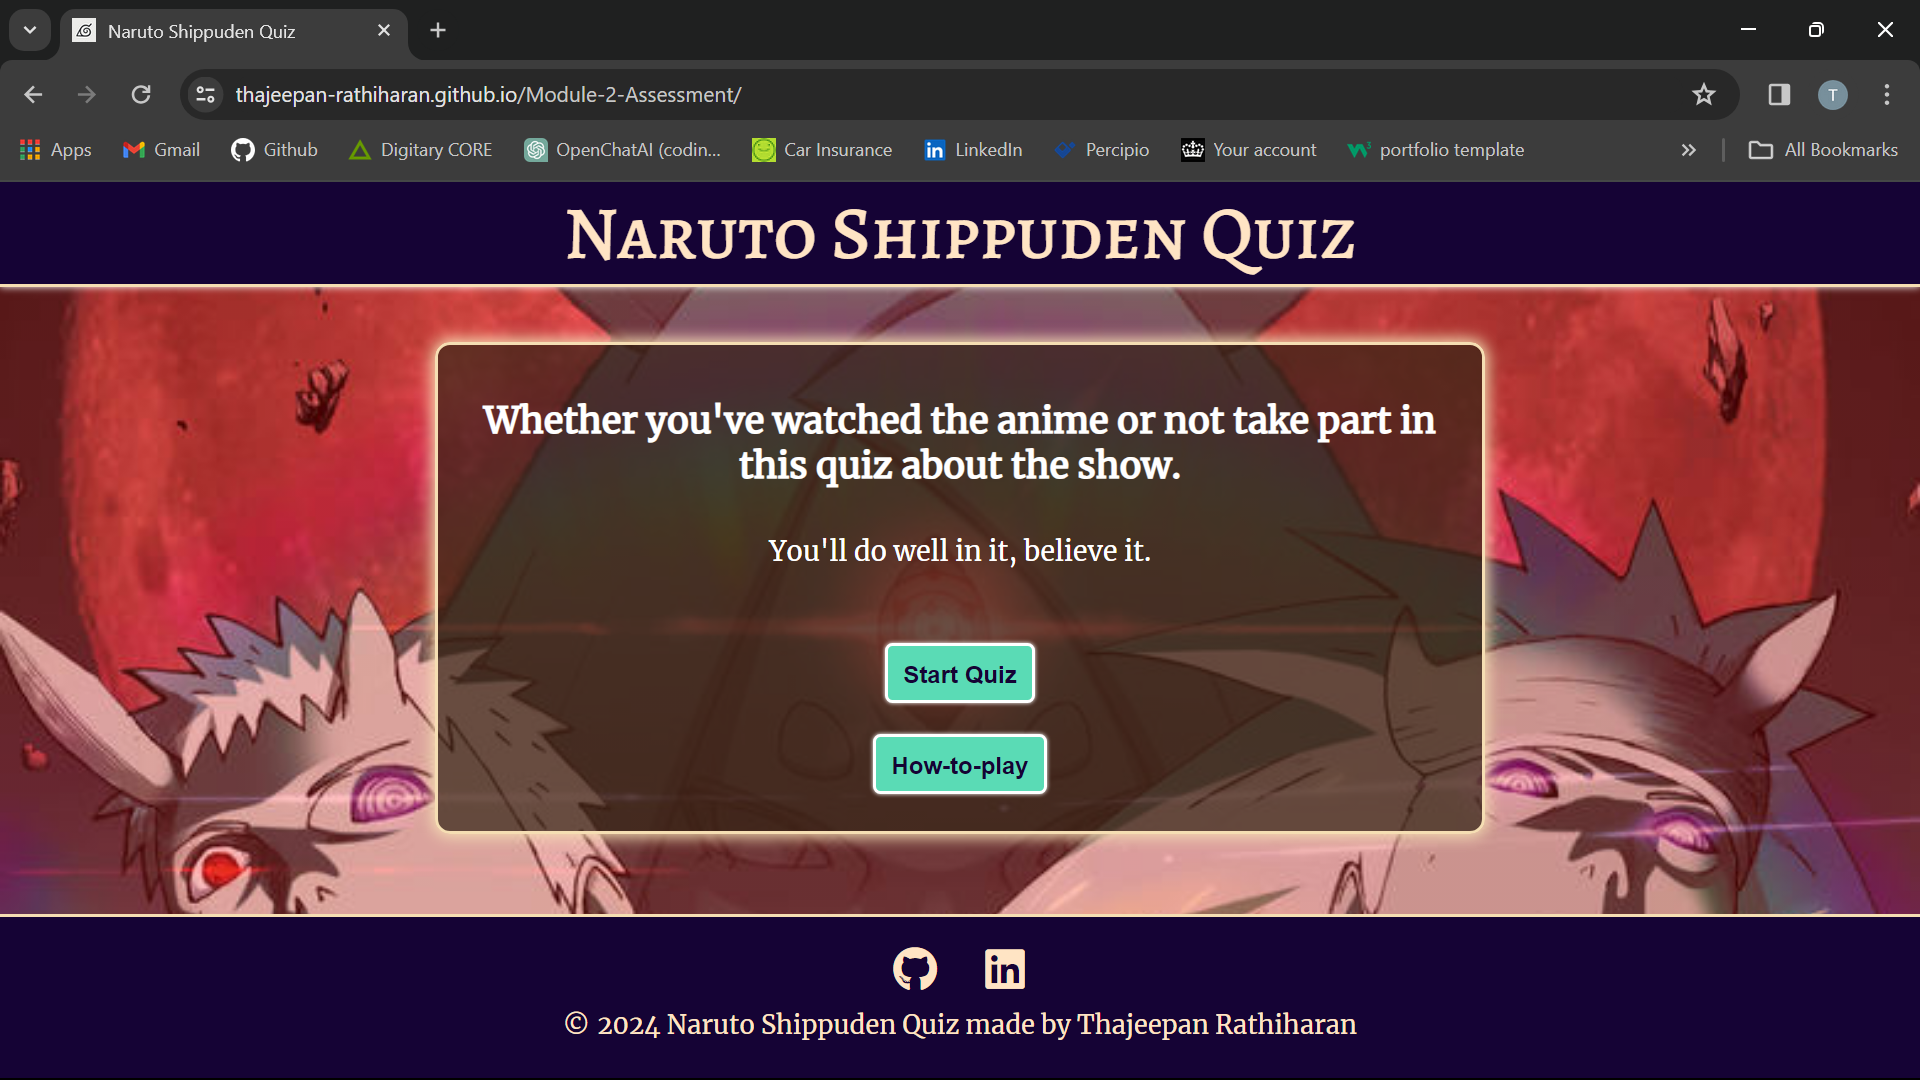 Naruto Shippuden Quiz
thajeepan-rathiharan.github.io/Module-2-Assessment/
T
Apps Gmail Github Digitary CORE OpenChatAI (codin... Car Insurance LinkedIn Percipio Your account portfolio template » All Bookmarks
Naruto Shippuden Quiz
Whether you've watched the anime or not take part in
this quiz about the show.
You'll do well in it, believe it.
Start Quiz
How-to-play
© 2024 Naruto Shippuden Quiz made by Thajeepan Rathiharan